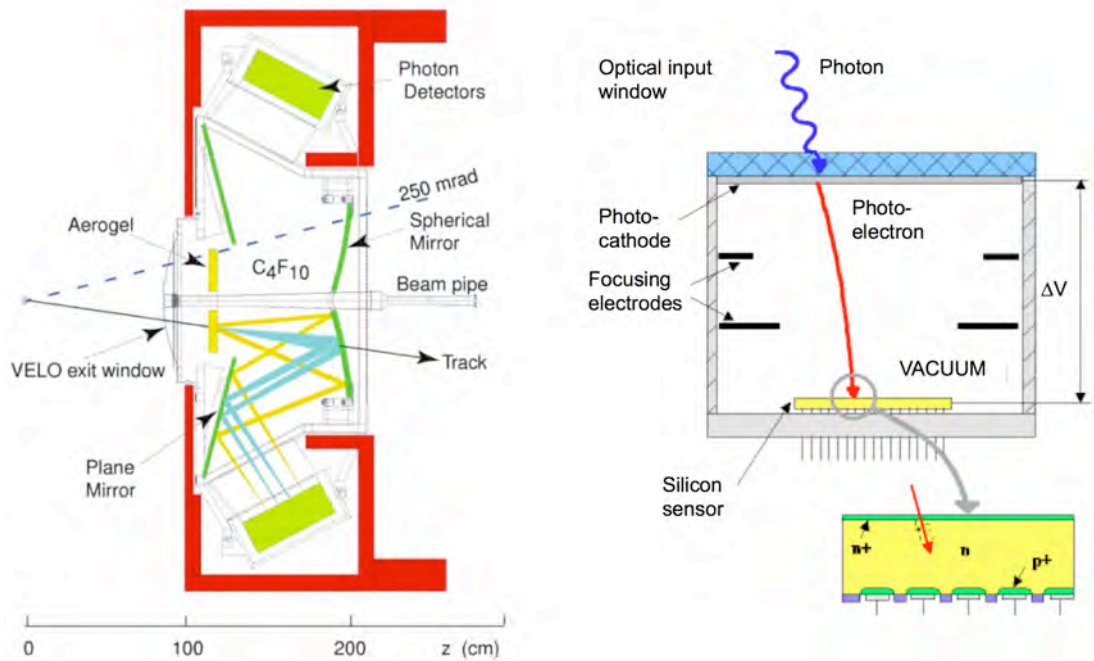 Photon
Detectors
250 mrad
Aerogel
Spherical
Mirror
C₄F₁₀
Beam pipe
VELO exit window
Track
Plane
Mirror
0
100
200
z (cm)
Optical input
window
Photon
Photo-
cathode
Photo-
electron
Focusing
electrodes
ΔV
VACUUM
Silicon
sensor
n+
n
p+